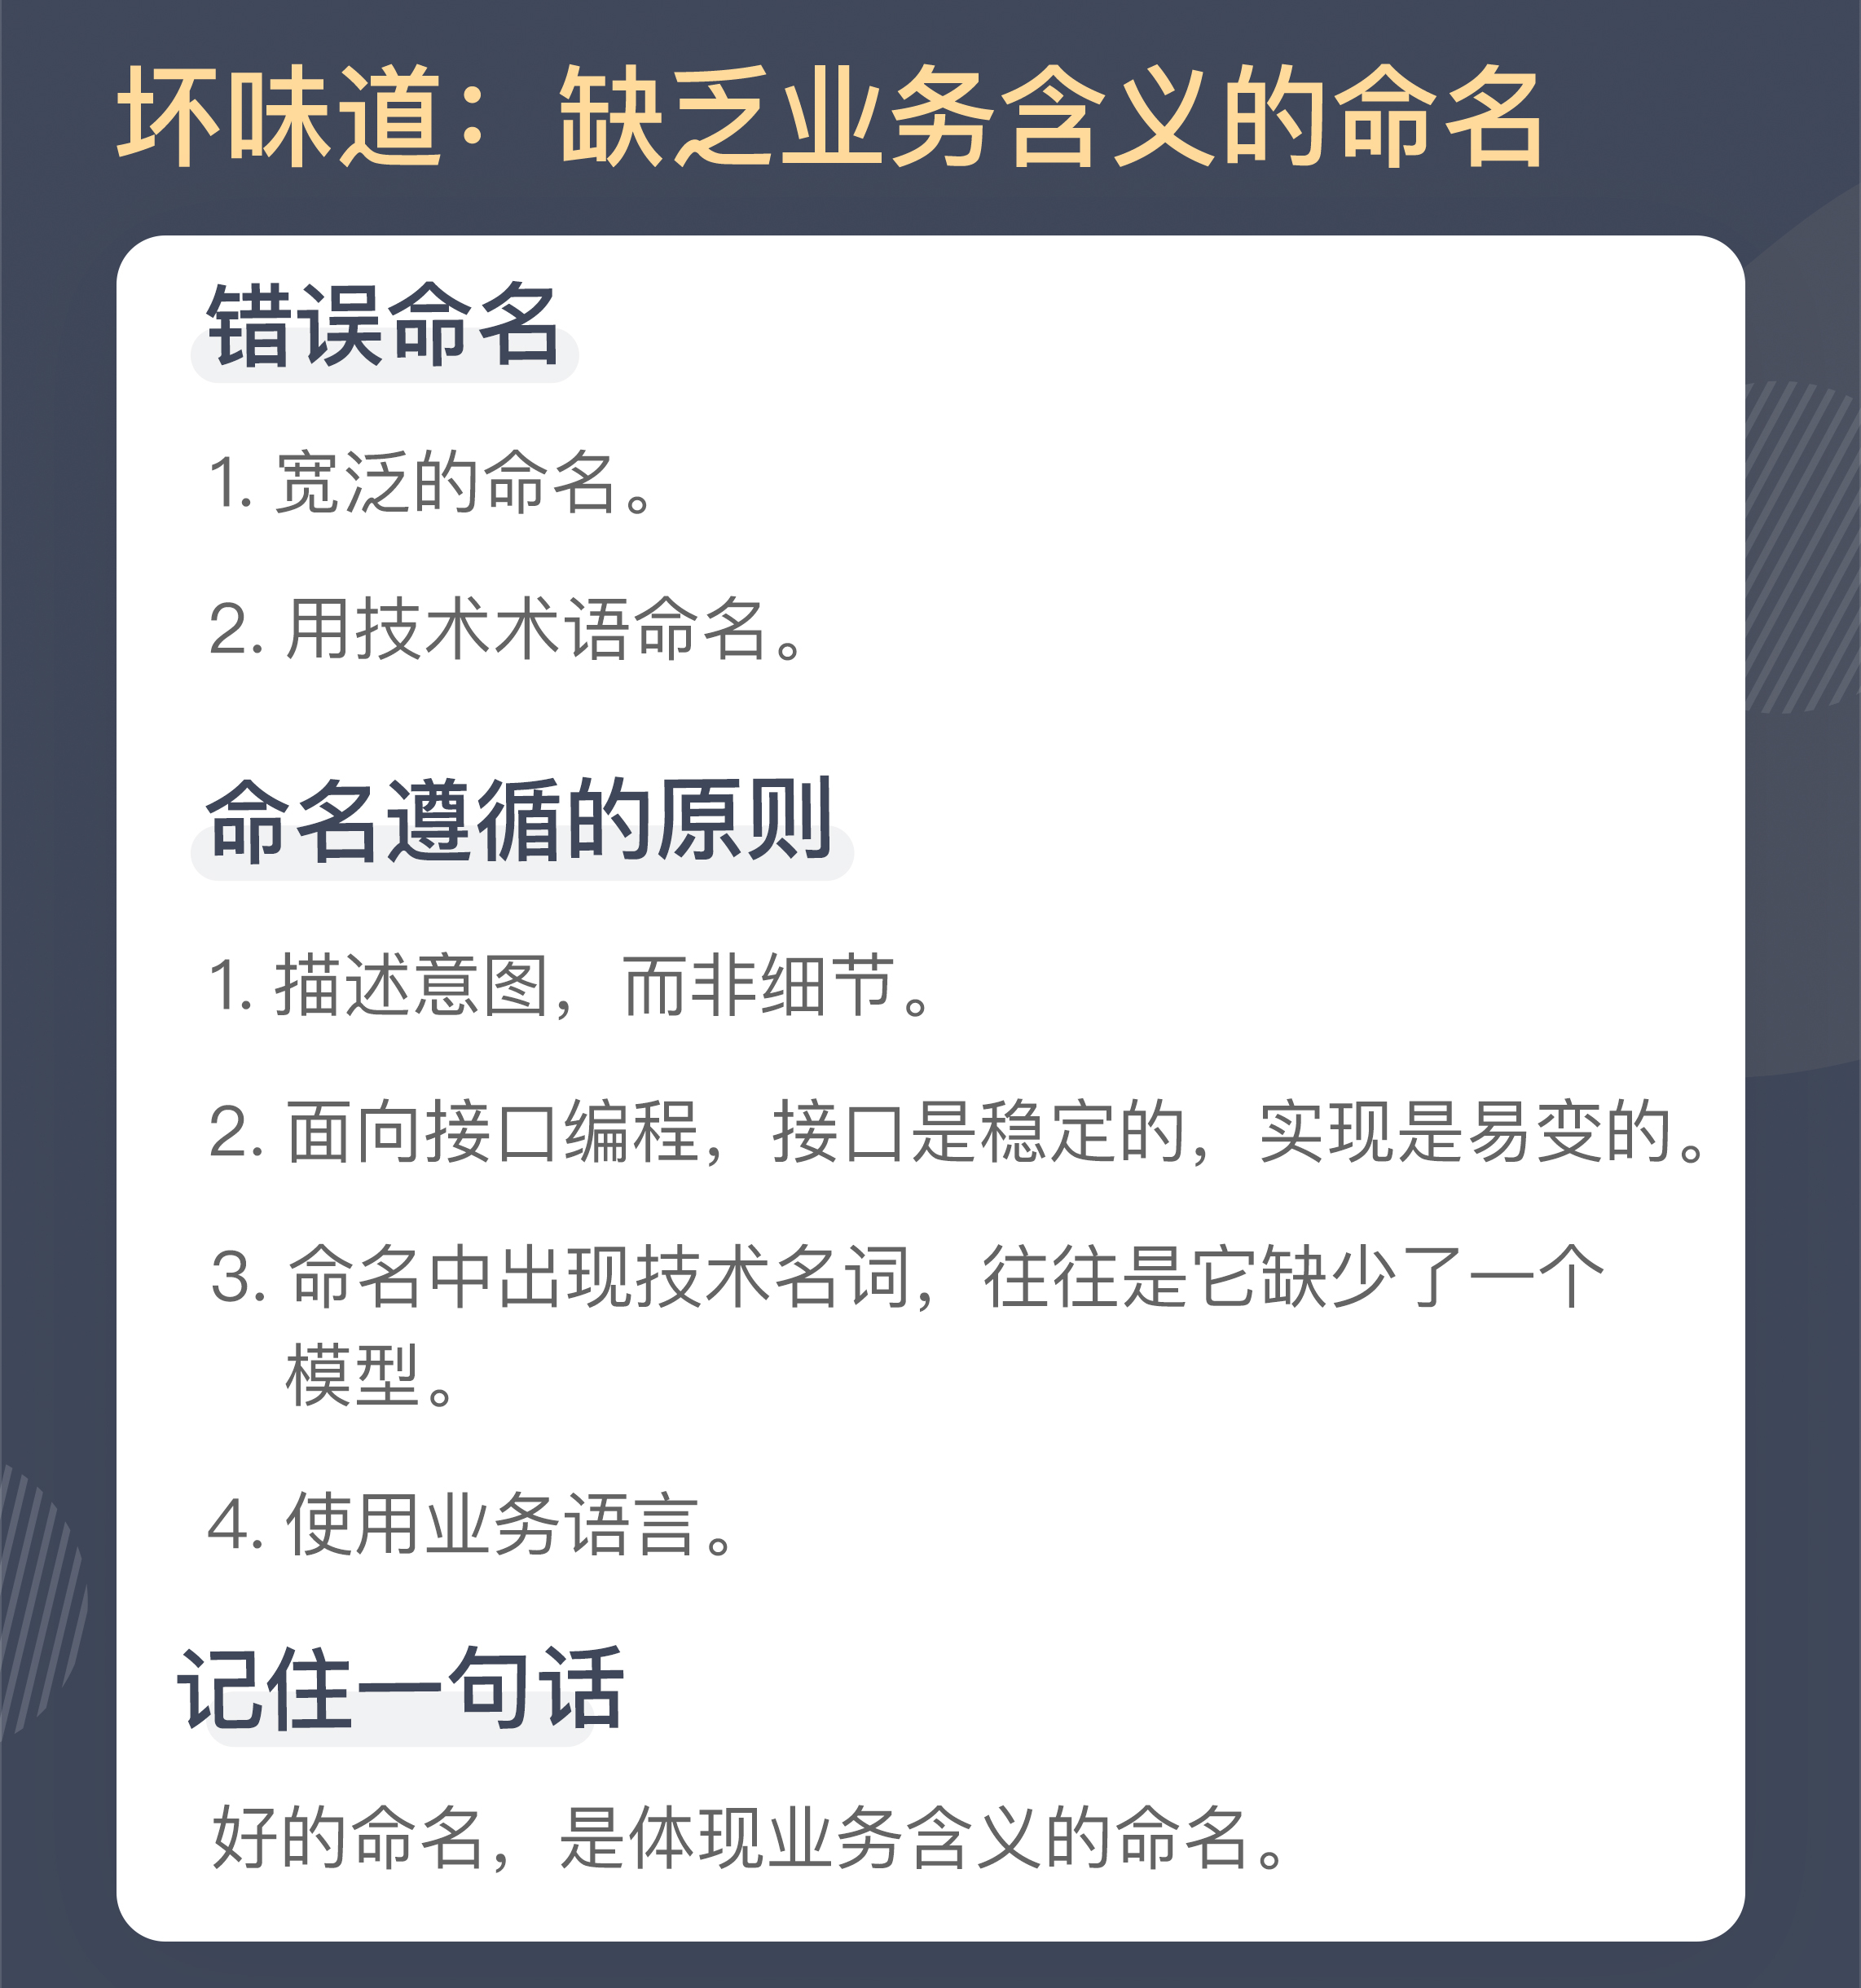 坏味道：缺乏业务含义的命名
错误命名
1. 宽泛的命名。
2. 用技术术语命名。
命名遵循的原则
1. 描述意图，而非细节。
2. 面向接口编程，接口是稳定的，实现是易变的。
3. 命名中出现技术名词，往往是它缺少了一个
模型。
4. 使用业务语言。
记住一句话
好的命名，是体现业务含义的命名。